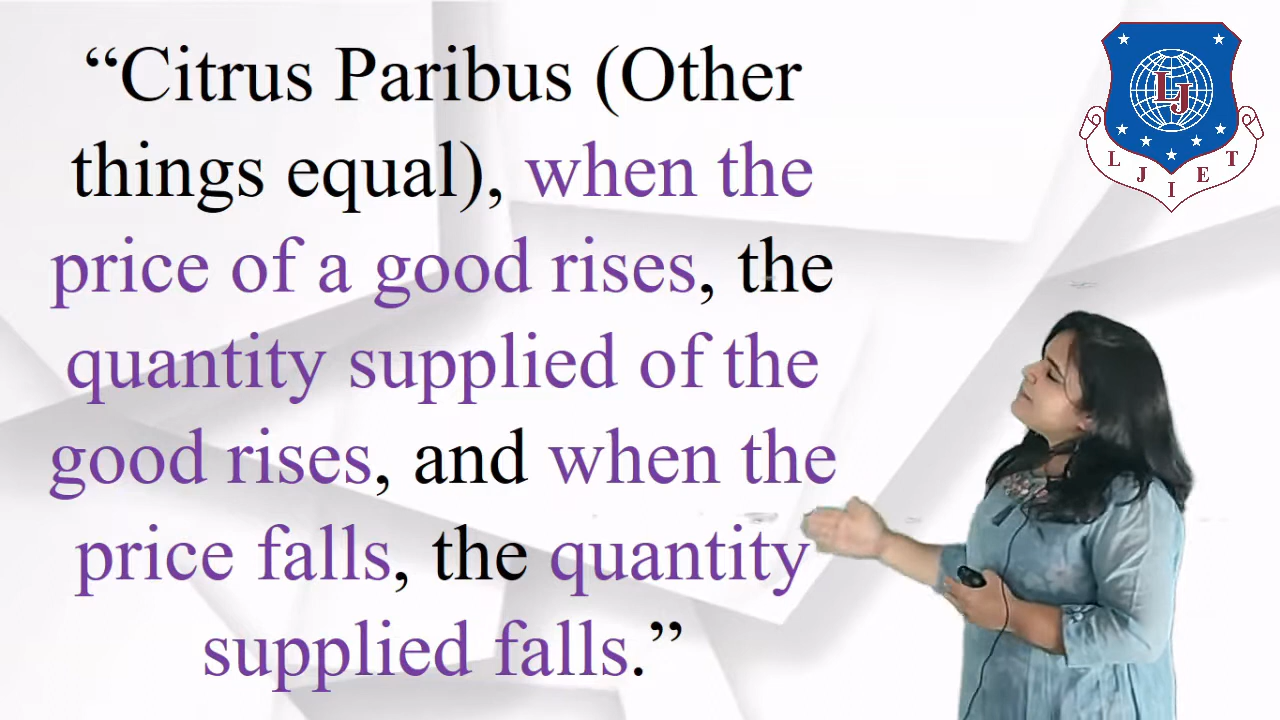 “Citrus Paribus (Other
things equal), when the
price of a good rises, the
quantity supplied of the
good rises, and when the
price falls, the quantity
supplied falls.”
LJ
L J I E T